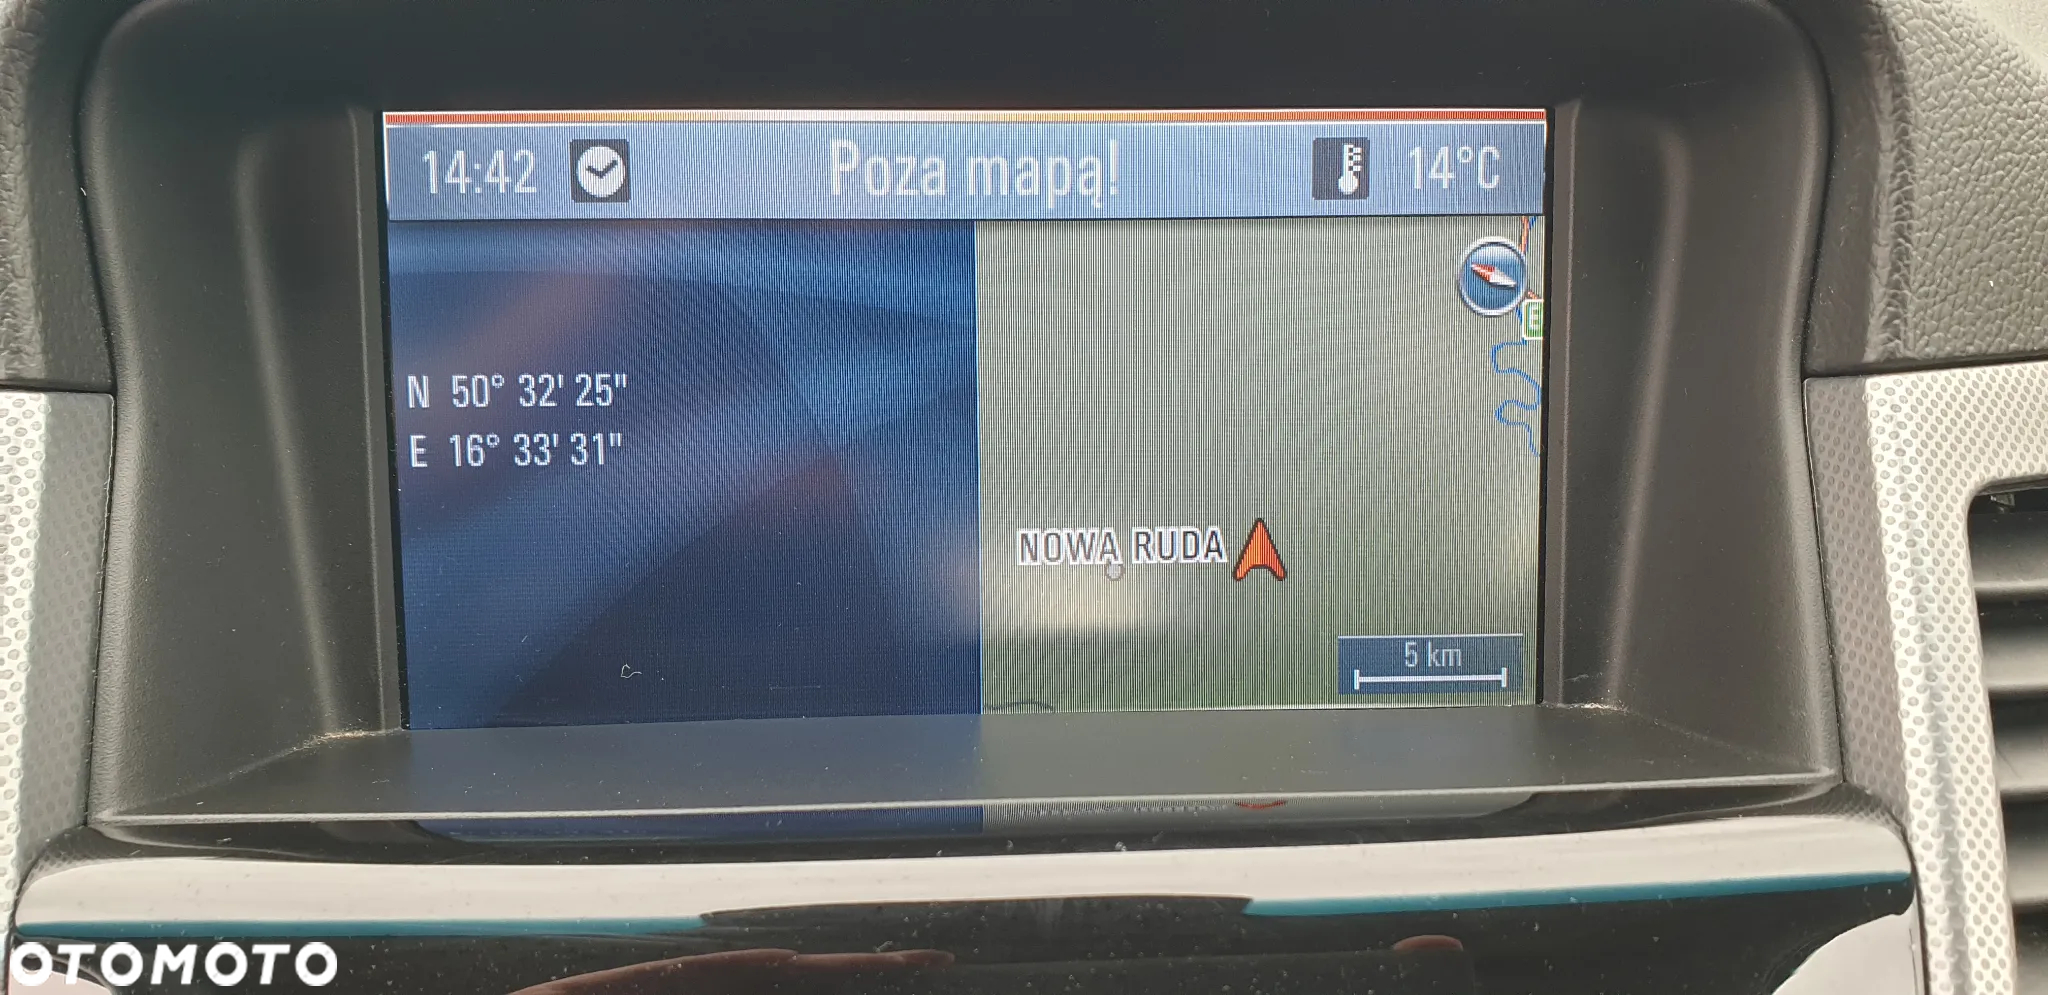 14:42 Poza mapą! 14°C
N 50° 32' 25"
E 16° 33' 31"
E
NOWA RUDA
5 km
OTOMOTO